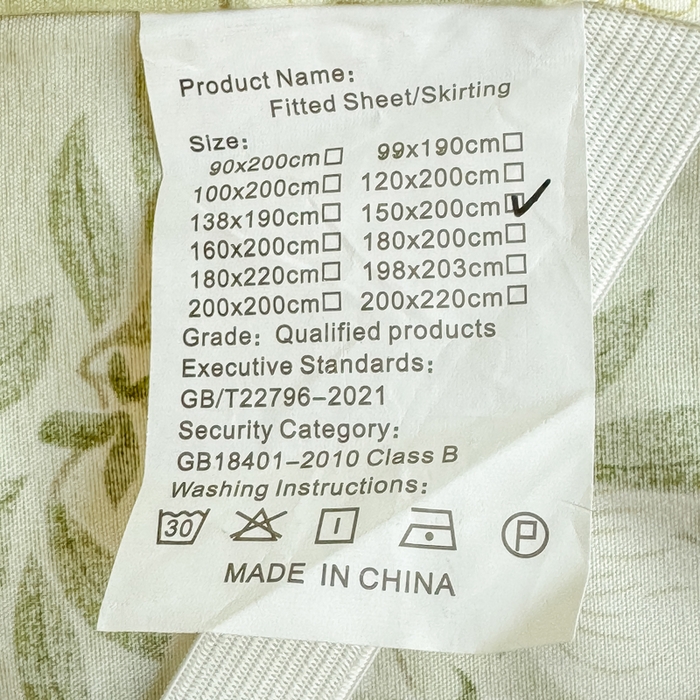 Product Name:
Fitted Sheet/Skirting
Size:
90x200cm□ 99x190cm□
100x200cm□ 120x200cm□
138x190cm□ 150x200cm☑
160x200cm□ 180x200cm□
180x220cm□ 198x203cm□
200x200cm□ 200x220cm□
Grade: Qualified products
Executive Standards:
GB/T22796–2021
Security Category:
GB18401–2010 Class B
Washing Instructions:
30 P
MADE IN CHINA